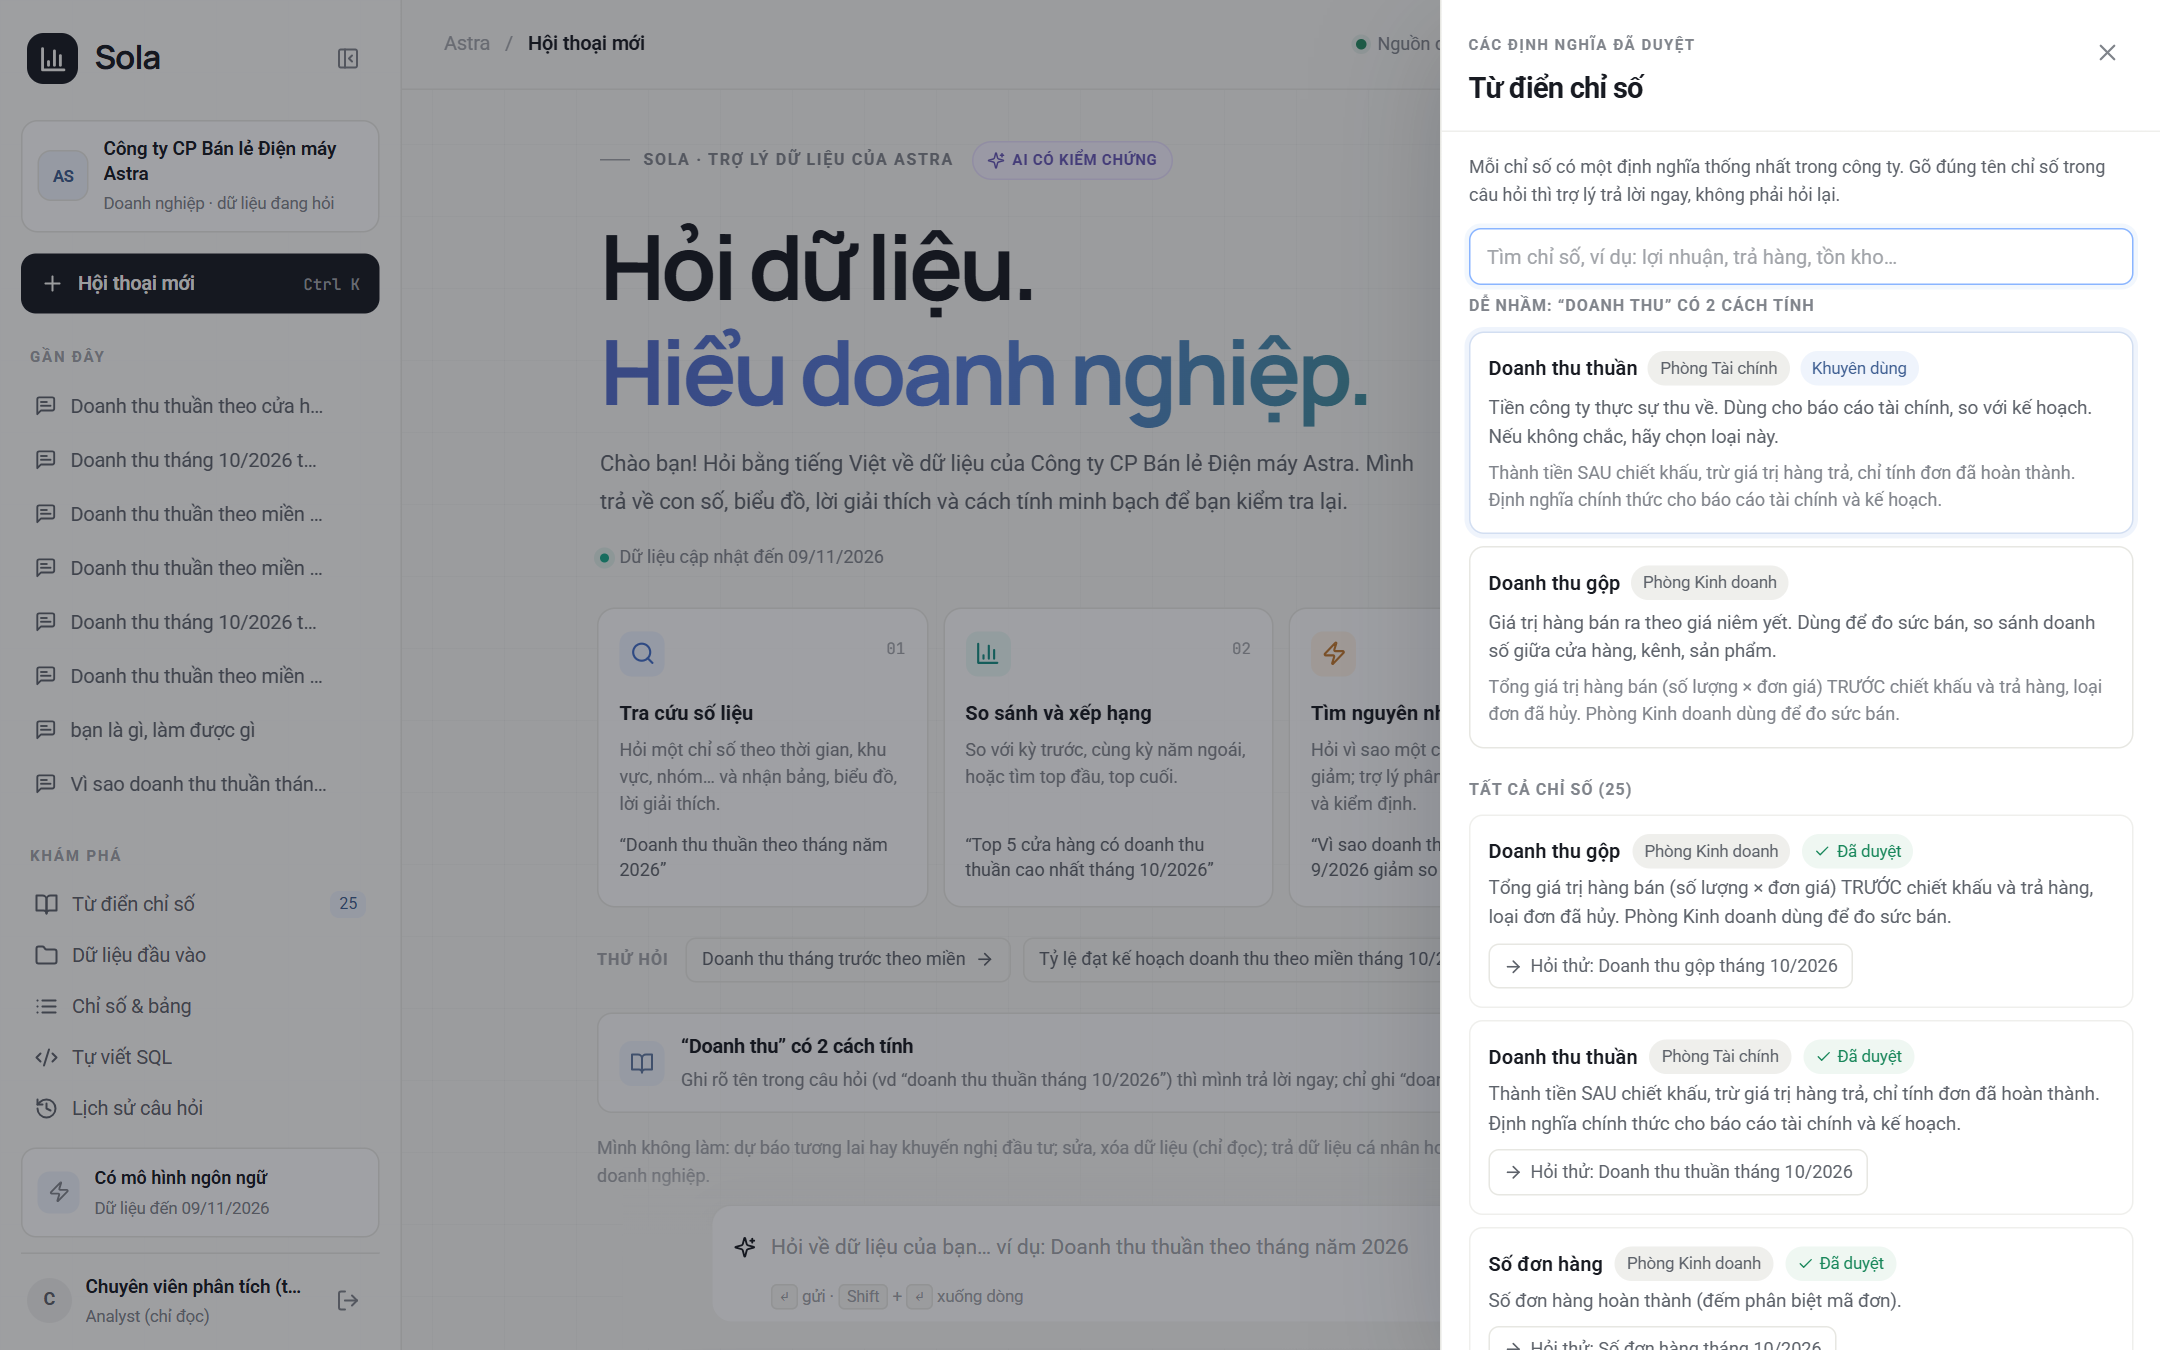 Sola
Công ty CP Bán lẻ Điện máy
Astra
AS
Doanh nghiệp · dữ liệu đang hỏi
Hội thoại mới
Ctrl K
GẦN ĐÂY
Doanh thu thuần theo cửa h...
Doanh thu tháng 10/2026 t...
Doanh thu thuần theo miền ...
Doanh thu thuần theo miền ...
Doanh thu tháng 10/2026 t...
Doanh thu thuần theo miền ...
bạn là gì, làm được gì
Vì sao doanh thu thuần thán...
KHÁM PHÁ
Từ điển chỉ số
25
Dữ liệu đầu vào
Chỉ số & bảng
Tự viết SQL
Lịch sử câu hỏi
Có mô hình ngôn ngữ
Dữ liệu đến 09/11/2026
C
Chuyên viên phân tích (t...
Analyst (chỉ đọc)
Astra / Hội thoại mới
Nguồn
SOLA · TRỢ LÝ DỮ LIỆU CỦA ASTRA
AI CÓ KIỂM CHỨNG
Hỏi dữ liệu.
Hiểu doanh nghiệp.
Chào bạn! Hỏi bằng tiếng Việt về dữ liệu của Công ty CP Bán lẻ Điện máy Astra. Mình
trả về con số, biểu đồ, lời giải thích và cách tính minh bạch để bạn kiểm tra lại.
Dữ liệu cập nhật đến 09/11/2026
01
Tra cứu số liệu
Hỏi một chỉ số theo thời gian, khu
vực, nhóm... và nhận bảng, biểu đồ,
lời giải thích.
“Doanh thu thuần theo tháng năm
2026”
02
So sánh và xếp hạng
So với kỳ trước, cùng kỳ năm ngoái,
hoặc tìm top đầu, top cuối.
“Top 5 cửa hàng có doanh thu
thuần cao nhất tháng 10/2026”
Tìm nguyên
Hỏi vì sao một
giảm; trợ lý phân
và kiểm định.
“Vì sao doanh
9/2026 giảm so
THỬ HỎI
Doanh thu tháng trước theo miền →
Tỷ lệ đạt kế hoạch doanh thu theo miền tháng 10/2
“Doanh thu” có 2 cách tính
Ghi rõ tên trong câu hỏi (vd “doanh thu thuần tháng 10/2026”) thì mình trả lời ngay; chỉ ghi
Mình không làm: dự báo tương lai hay khuyến nghị đầu tư; sửa, xóa dữ liệu (chỉ đọc); trả dữ liệu cá nhân
doanh nghiệp.
Hỏi về dữ liệu của bạn... ví dụ: Doanh thu thuần theo tháng năm 2026
↵ gửi · Shift + ↵ xuống dòng
CÁC ĐỊNH NGHĨA ĐÃ DUYỆT
Từ điển chỉ số
Mỗi chỉ số có một định nghĩa thống nhất trong công ty. Gõ đúng tên chỉ số trong
câu hỏi thì trợ lý trả lời ngay, không phải hỏi lại.
Tìm chỉ số, ví dụ: lợi nhuận, trả hàng, tồn kho...
DỄ NHẦM: “DOANH THU” CÓ 2 CÁCH TÍNH
Doanh thu thuần Phòng Tài chính Khuyên dùng
Tiền công ty thực sự thu về. Dùng cho báo cáo tài chính, so với kế hoạch.
Nếu không chắc, hãy chọn loại này.
Thành tiền SAU chiết khấu, trừ giá trị hàng trả, chỉ tính đơn đã hoàn thành.
Định nghĩa chính thức cho báo cáo tài chính và kế hoạch.
Doanh thu gộp Phòng Kinh doanh
Giá trị hàng bán ra theo giá niêm yết. Dùng để đo sức bán, so sánh doanh
số giữa cửa hàng, kênh, sản phẩm.
Tổng giá trị hàng bán (số lượng × đơn giá) TRƯỚC chiết khấu và trả hàng, loại
đơn đã hủy. Phòng Kinh doanh dùng để đo sức bán.
TẤT CẢ CHỈ SỐ (25)
Doanh thu gộp Phòng Kinh doanh ✓ Đã duyệt
Tổng giá trị hàng bán (số lượng × đơn giá) TRƯỚC chiết khấu và trả hàng,
loại đơn đã hủy. Phòng Kinh doanh dùng để đo sức bán.
→ Hỏi thử: Doanh thu gộp tháng 10/2026
Doanh thu thuần Phòng Tài chính ✓ Đã duyệt
Thành tiền SAU chiết khấu, trừ giá trị hàng trả, chỉ tính đơn đã hoàn thành.
Định nghĩa chính thức cho báo cáo tài chính và kế hoạch.
→ Hỏi thử: Doanh thu thuần tháng 10/2026
Số đơn hàng Phòng Kinh doanh ✓ Đã duyệt
Số đơn hàng hoàn thành (đếm phân biệt mã đơn).
→ Hỏi thử: Số đơn hàng tháng 10/2026